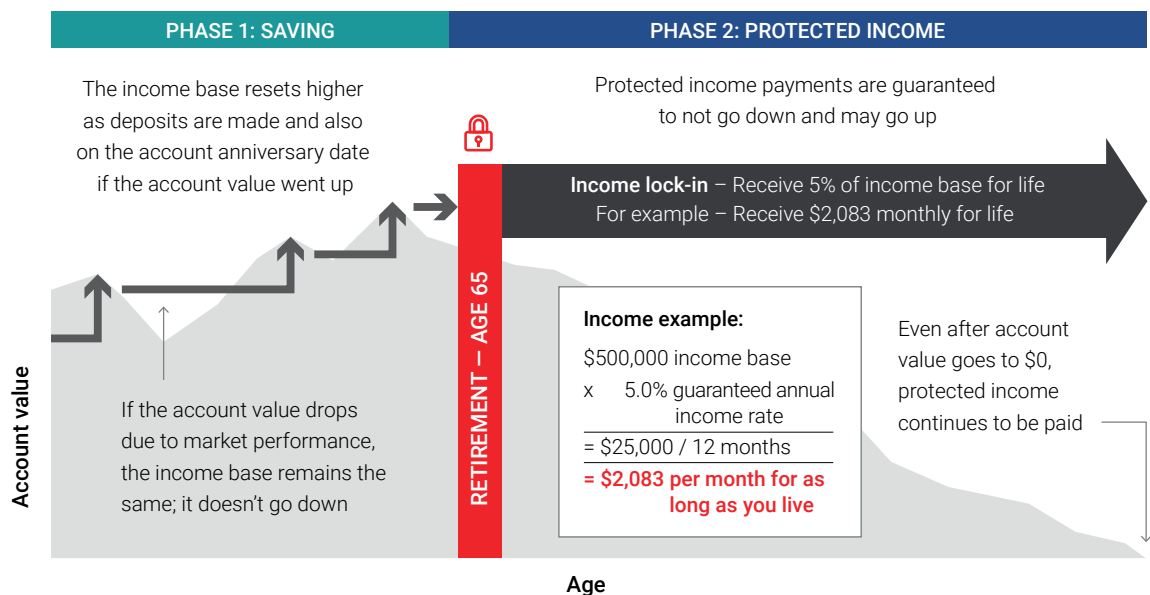 PHASE 1: SAVING
PHASE 2: PROTECTED INCOME
The income base resets higher
as deposits are made and also
on the account anniversary date
if the account value went up
Protected income payments are guaranteed
to not go down and may go up
Income lock-in – Receive 5% of income base for life
For example – Receive $2,083 monthly for life
RETIREMENT – AGE 65
If the account value drops
due to market performance,
the income base remains the
same; it doesn’t go down
Income example:
$500,000 income base
x 5.0% guaranteed annual
income rate
= $25,000 / 12 months
= $2,083 per month for as
long as you live
Even after account
value goes to $0,
protected income
continues to be paid
Account value
Age